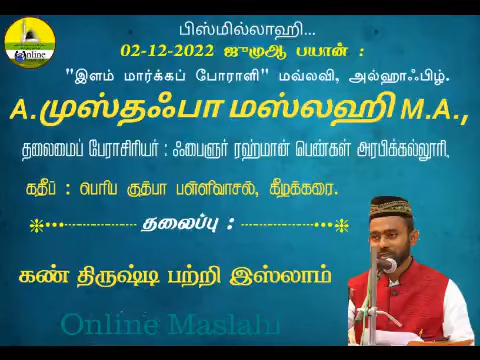 பிஸ்மில்லாஹி...
02-12-2022 ஜுமுஆ பயான் :
"இளம் மார்க்கப் போராளி" மவ்லவி, அல்ஹாஃபிழ்.
A.முஸ்தஃபா மஸ்லஹி M.A.,
தலைமைப் பேராசிரியர் : ஃபைளுர் ரஹ்மான் பெண்கள் அரபிக்கல்லூரி.
கதீப் : பெரிய குத்பா பள்ளிவாசல், கீழக்கரை.
தலைப்பு :
கண் திருஷ்டி பற்றி இஸ்லாம்
Online Maslahi
Online